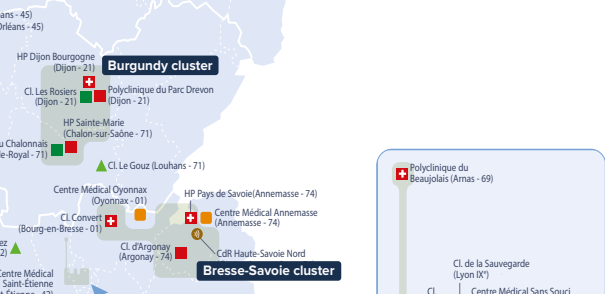 ans - 45)
Orléans - 45)
HP Dijon Bourgogne
(Dijon - 21)
Burgundy cluster
Cl. Les Rosiers
(Dijon - 21)
Polyclinique du Parc Drevon
(Dijon - 21)
HP Sainte-Marie
(Chalon-sur-Saône - 71)
u Chalonnais
e-Royal - 71)
Cl. Le Gouz (Louhans - 71)
Centre Médical Oyonnax
(Oyonnax - 01)
HP Pays de Savoie(Annemasse - 74)
Cl. Convert
(Bourg-en-Bresse - 01)
Centre Médical Annemasse
(Annemasse - 74)
Cl. d'Argonay
(Argonay - 74)
CdR Haute-Savoie Nord
Bresse-Savoie cluster
ez
2)
Centre Médical
Saint-Étienne
Polyclinique du
Beaujolais (Arnas - 69)
Cl. de la Sauvegarde
(Lyon IXᵉ)
Cl.
Centre Médical Sans Souci